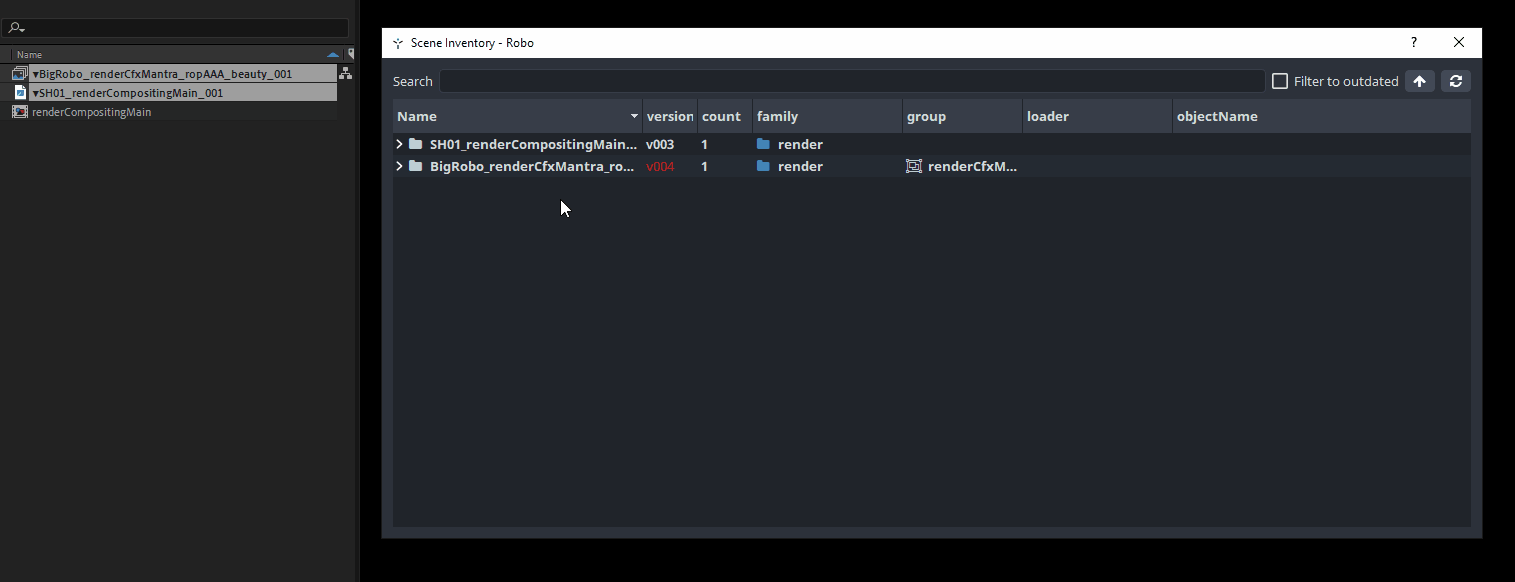 Name
▾BigRobo_renderCfxMantra_ropAAA_beauty_001
▾SH01_renderCompositingMain_001
renderCompositingMain
Scene Inventory - Robo
?
Search
Filter to outdated
Name version count family group loader objectName
SH01_renderCompositingMain... v003 1 render
BigRobo_renderCfxMantra_ro... v004 1 render renderCfxM...